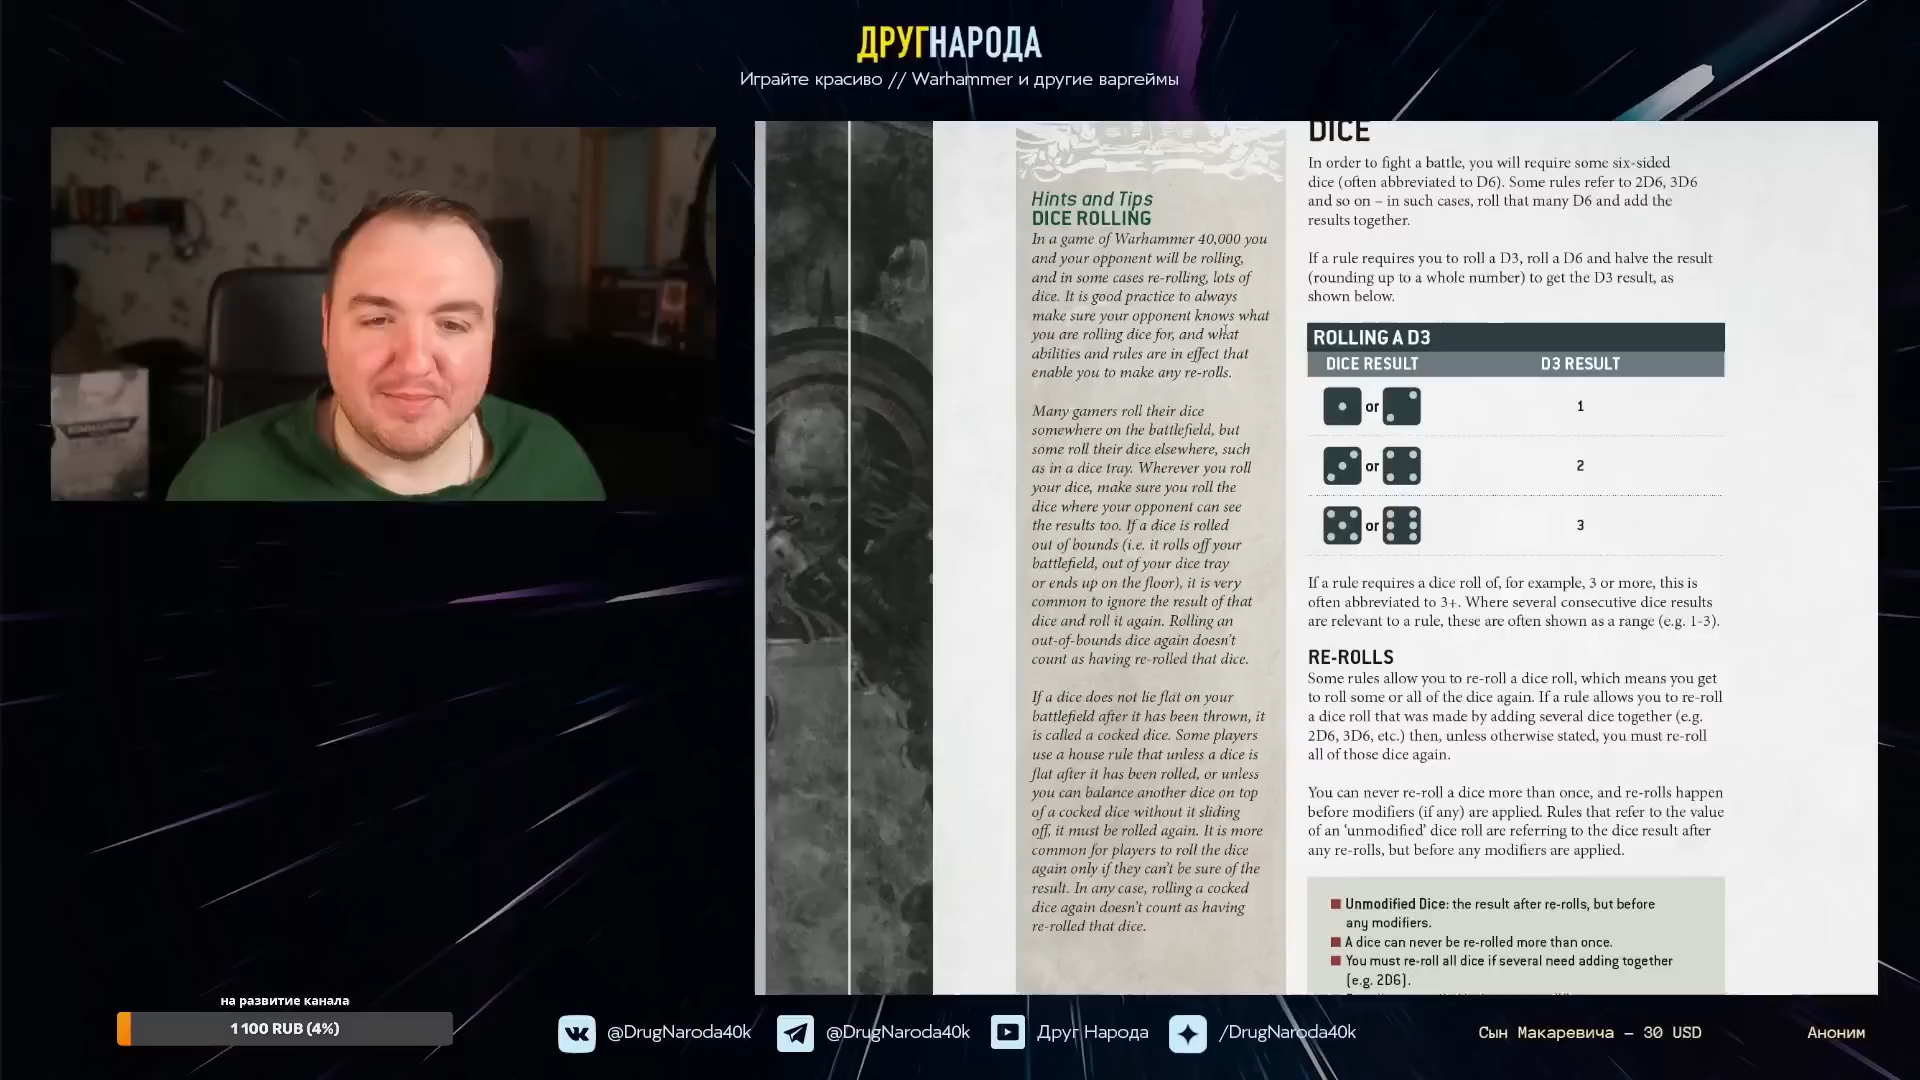 ДРУГНАРОДА
Играйте красиво // Warhammer и другие варгеймы
Hints and Tips
DICE ROLLING
In a game of Warhammer 40,000 you
and your opponent will be rolling,
and in some cases re-rolling, lots of
dice. It is good practice to always
make sure your opponent knows what
you are rolling dice for, and what
abilities and rules are in effect that
enable you to make any re-rolls.
Many gamers roll their dice
somewhere on the battlefield, but
some roll their dice elsewhere, such
as in a dice tray. Wherever you roll
your dice, make sure you roll the
dice where your opponent can see
the results too. If a dice is rolled
out of bounds (i.e. it rolls off your
battlefield, out of your dice tray
or ends up on the floor), it is very
common to ignore the result of that
dice and roll it again. Rolling an
out-of-bounds dice again doesn't
count as having re-rolled that dice.
If a dice does not lie flat on your
battlefield after it has been thrown, it
is called a cocked dice. Some players
use a house rule that unless a dice is
flat after it has been rolled, or unless
you can balance another dice on top
of a cocked dice without it sliding
off, it must be rolled again. It is more
common for players to roll the dice
again only if they can't be sure of the
result. In any case, rolling a cocked
dice again doesn't count as having
re-rolled that dice.
DICE
In order to fight a battle, you will require some six-sided
dice (often abbreviated to D6). Some rules refer to 2D6, 3D6
and so on – in such cases, roll that many D6 and add the
results together.
If a rule requires you to roll a D3, roll a D6 and halve the result
(rounding up to a whole number) to get the D3 result, as
shown below.
ROLLING A D3
DICE RESULT D3 RESULT
or 1
or 2
or 3
If a rule requires a dice roll of, for example, 3 or more, this is
often abbreviated to 3+. Where several consecutive dice results
are relevant to a rule, these are often shown as a range (e.g. 1-3).
RE-ROLLS
Some rules allow you to re-roll a dice roll, which means you get
to roll some or all of the dice again. If a rule allows you to re-roll
a dice roll that was made by adding several dice together (e.g.
2D6, 3D6, etc.) then, unless otherwise stated, you must re-roll
all of those dice again.
You can never re-roll a dice more than once, and re-rolls happen
before modifiers (if any) are applied. Rules that refer to the value
of an 'unmodified' dice roll are referring to the dice result after
any re-rolls, but before any modifiers are applied.
Unmodified Dice: the result after re-rolls, but before
any modifiers.
A dice can never be re-rolled more than once.
You must re-roll all dice if several need adding together
(e.g. 2D6).
на развитие канала
1 100 RUB (4%)
@DrugNaroda40k
@DrugNaroda40k
Друг Народа
/DrugNaroda40k
Сын Макаревича – 30 USD
Аноним